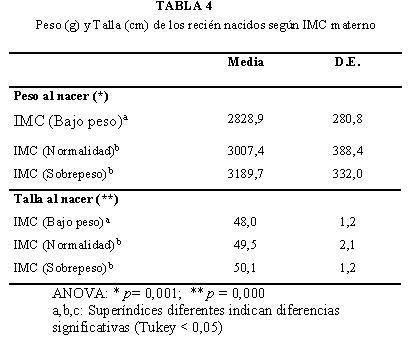 TABLA 4
Peso (g) y Talla (cm) de los recién nacidos según IMC materno
Media D.E.
Peso al nacer (*)
IMC (Bajo peso)a 2828,9 280,8
IMC (Normalidad)b 3007,4 388,4
IMC (Sobrepeso)b 3189,7 332,0
Talla al nacer (**)
IMC (Bajo peso)a 48,0 1,2
IMC (Normalidad)b 49,5 2,1
IMC (Sobrepeso)b 50,1 1,2
ANOVA: * p= 0,001; ** p = 0,000
a,b,c: Superíndices diferentes indican diferencias
significativas (Tukey < 0,05)